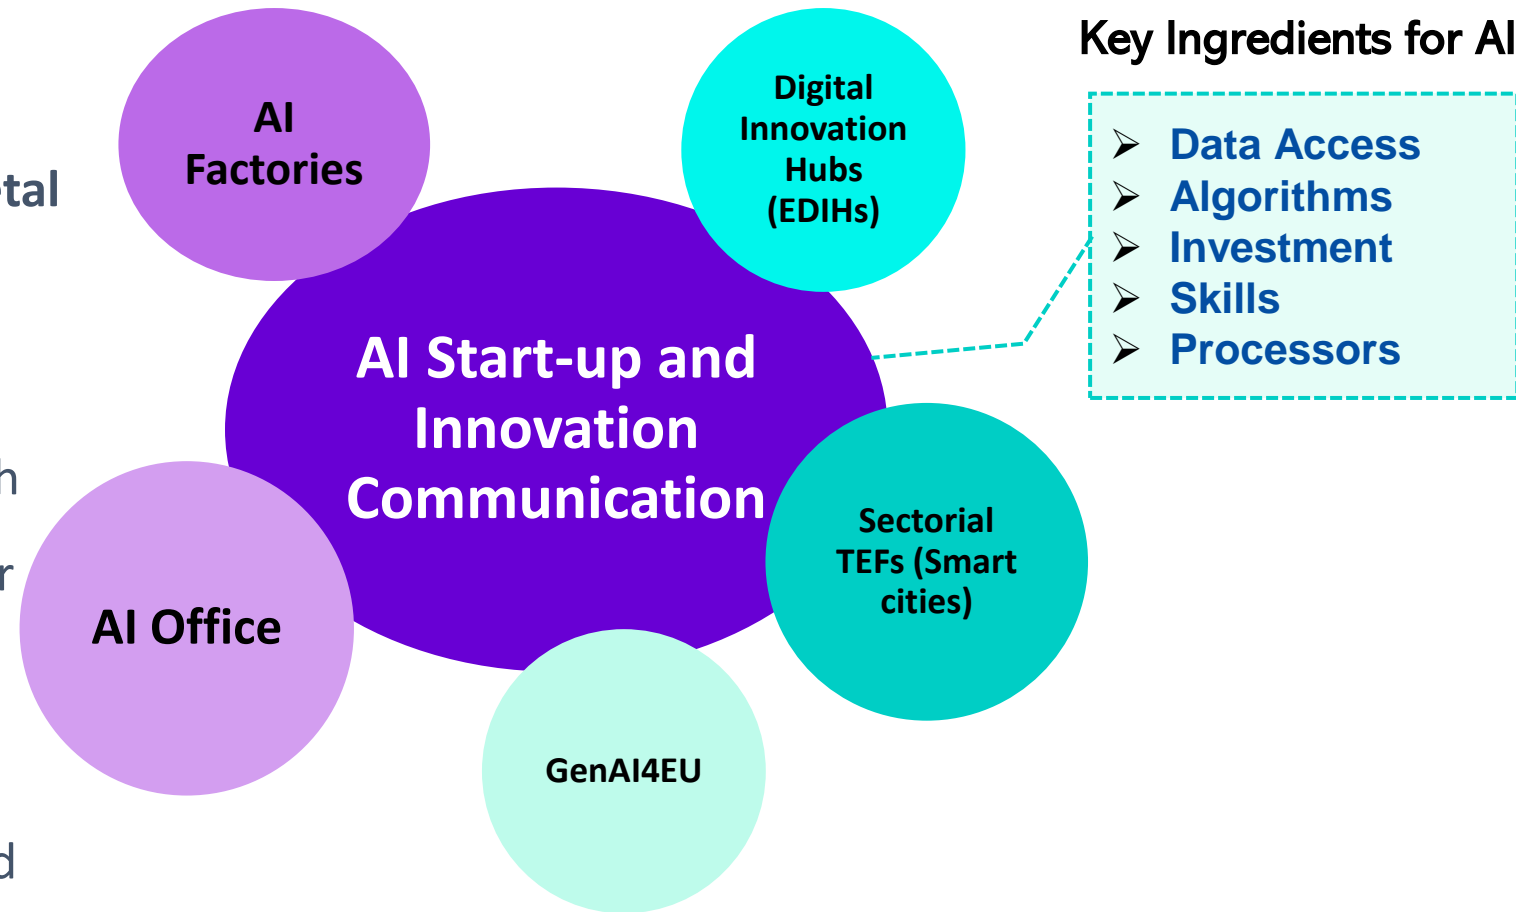 Key Ingredients for AI
AI
Factories
Digital
Innovation
Hubs
(EDIHs)
➢ Data Access
➢ Algorithms
➢ Investment
➢ Skills
➢ Processors
AI Start-up and
Innovation
Communication
Sectorial
TEFs (Smart
cities)
AI Office
GenAI4EU